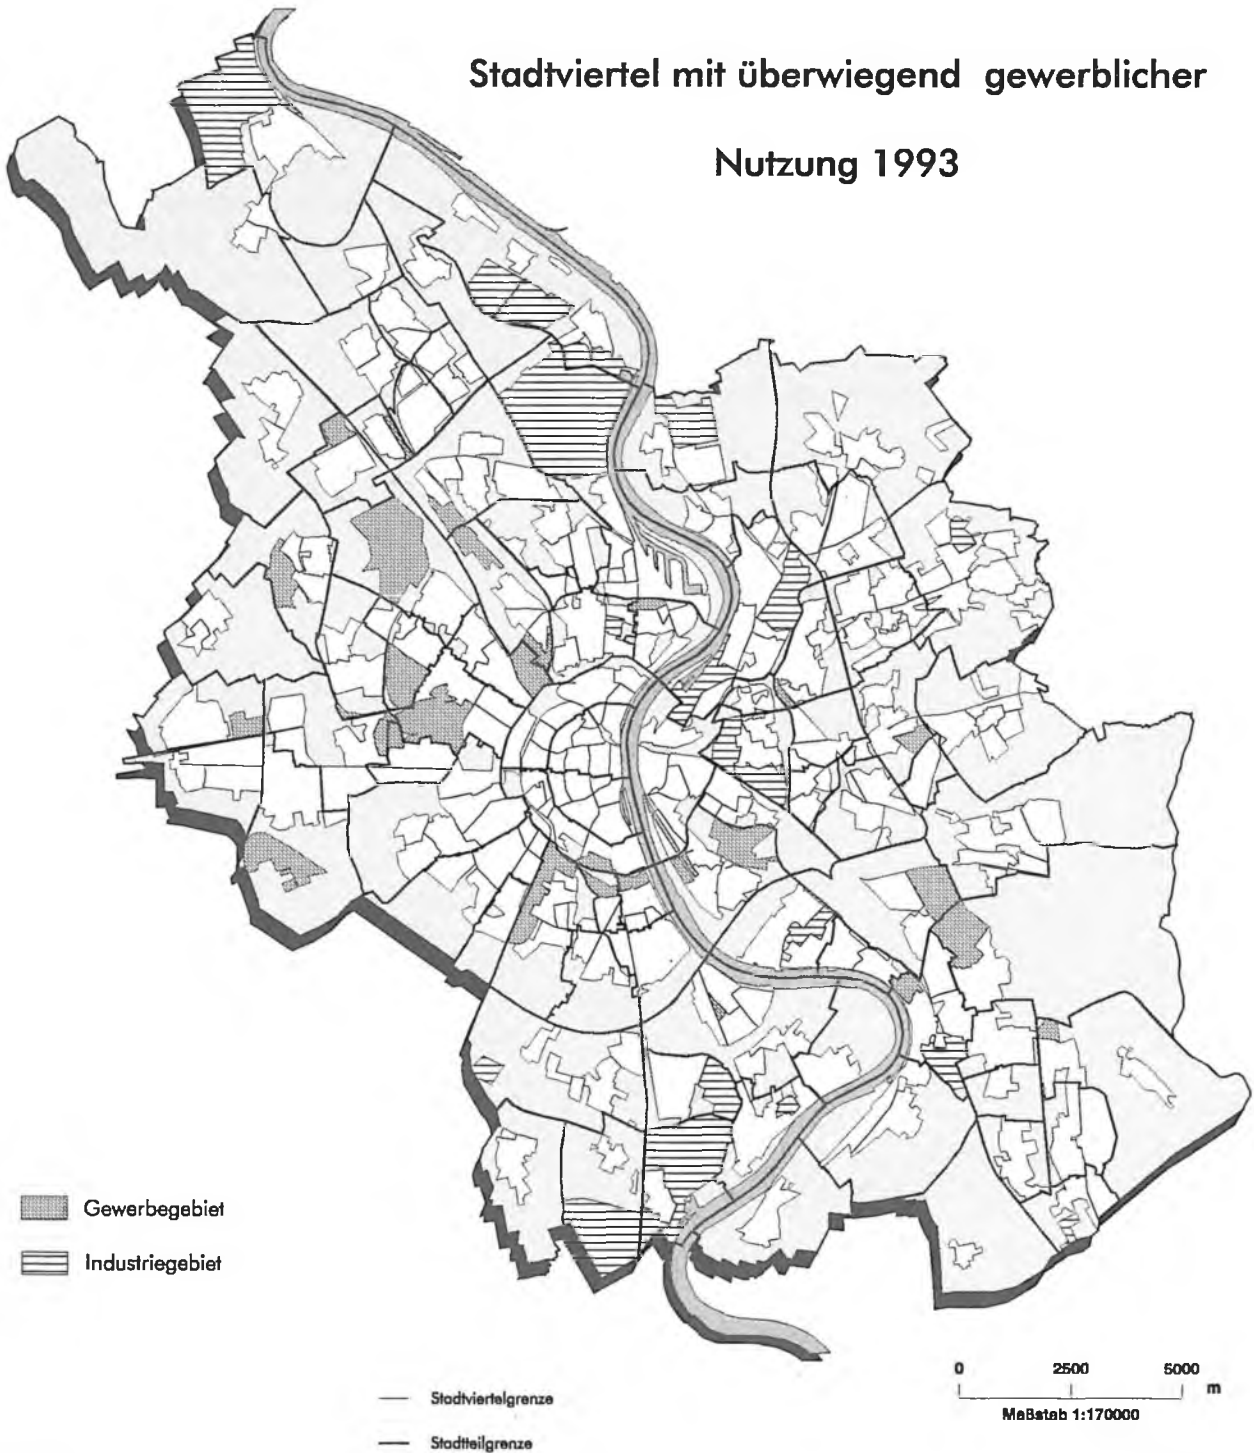 Stadtviertel mit überwiegend gewerblicher
Nutzung 1993
Gewerbegebiet
Industriegebiet
0 2500 5000
m
Maßstab 1:170000
Stadtviertelgrenze
Stadtteilgrenze